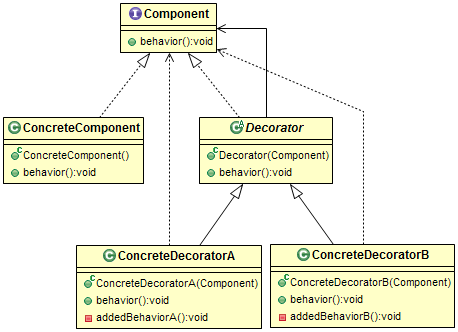 I Component
behavior():void
C ConcreteComponent
C ConcreteComponent()
behavior():void
C A Decorator
C Decorator(Component)
behavior():void
C ConcreteDecoratorA
C ConcreteDecoratorA(Component)
behavior():void
addedBehaviorA():void
C ConcreteDecoratorB
C ConcreteDecoratorB(Component)
behavior():void
addedBehaviorB():void